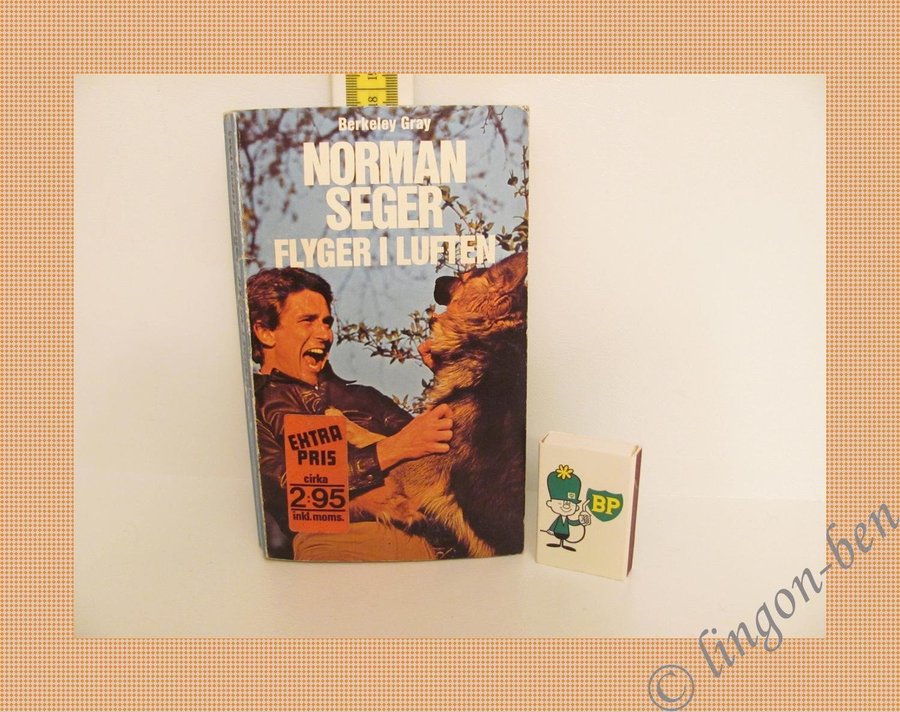 Berkeley Gray
NORMAN
SEGER
FLYGER I LUFTEN
EXTRA
PRIS
cirka
2:95
inkl. moms.
BP
© lingon-ben